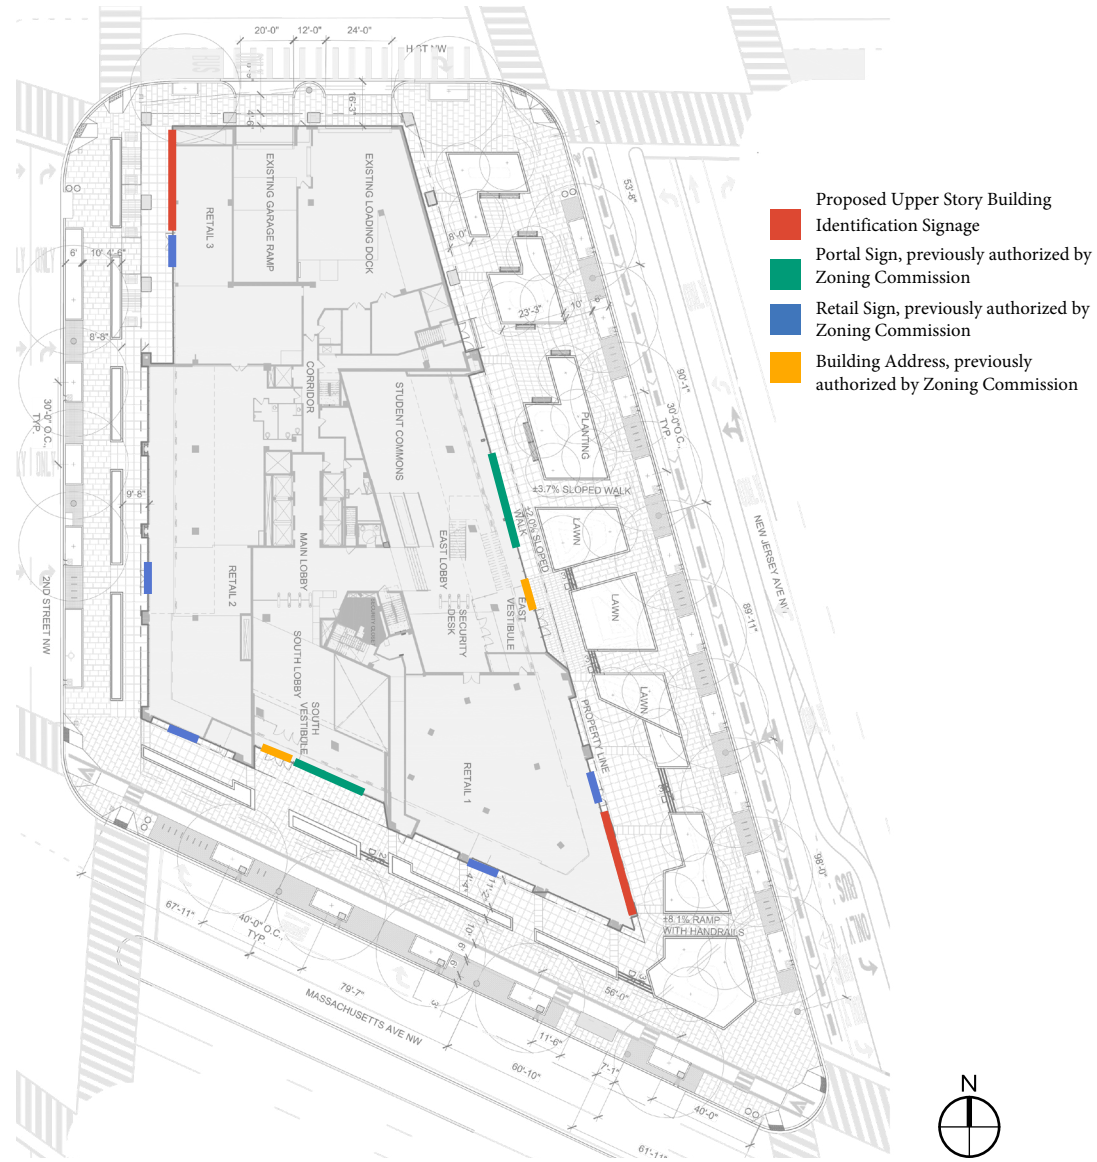 20'-0"
12'-0"
24'-0"
H ST NW
16'-3"
4'-6"
EXISTING GARAGE RAMP
EXISTING LOADING DOCK
RETAIL 3
53'-8"
Proposed Upper Story Building
Identification Signage
Portal Sign, previously authorized by
Zoning Commission
Retail Sign, previously authorized by
Zoning Commission
Building Address, previously
authorized by Zoning Commission
6'
10'
4'-6"
8'-0"
23'-3"
10'
8'-8"
90'-1"
CORRIDOR
STUDENT COMMONS
30'-0" O.C.,
TYP.
30'-0"O.C.,
TYP.
PLANTING
±3.7% SLOPED WALK
9'-8"
±2.0% SLOPED
WALK
LAWN
NEW JERSEY AVE NW
MAIN LOBBY
EAST LOBBY
2ND STREET NW
RETAIL 2
EAST
VESTIBULE
LAWN
89'-11"
SECURITY
DESK
SOUTH LOBBY
LAWN
SOUTH
VESTIBULE
PROPERTY LINE
RETAIL 1
98'-0"
4'-4"
11'-2"
±8.1% RAMP
WITH HANDRAILS
67'-11"
40'-0" O.C.,
TYP.
10'
6'
6'
79'-7"
56'-0"
MASSACHUSETTS AVE NW
11'-6"
60'-10"
7'-1"
40'-0"
61'-11"
N